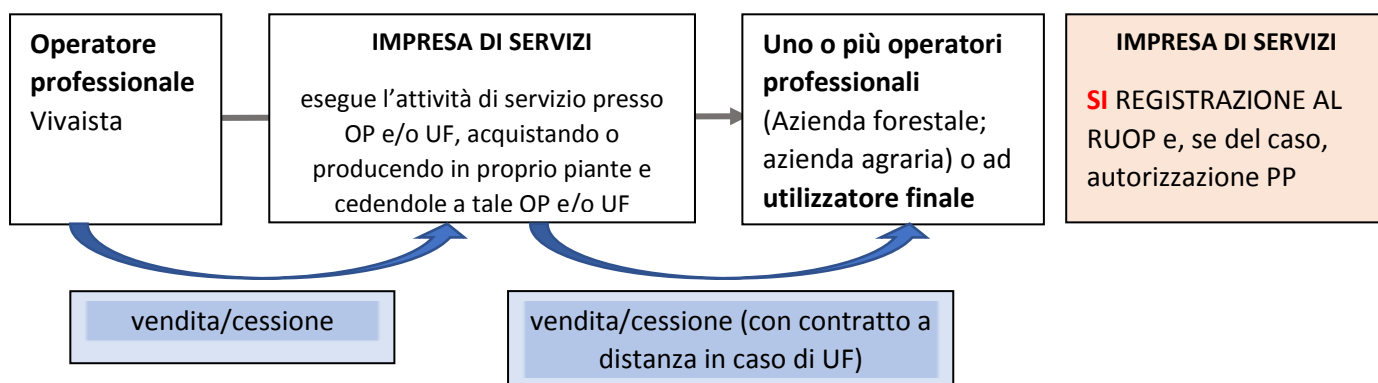 Operatore
professionale
Vivaista
IMPRESA DI SERVIZI
esegue l'attività di servizio presso
OP e/o UF, acquistando o
producendo in proprio piante e
cedendole a tale OP e/o UF
Uno o più operatori
professionali
(Azienda forestale;
azienda agraria) o ad
utilizzatore finale
IMPRESA DI SERVIZI
SI REGISTRAZIONE AL
RUOP e, se del caso,
autorizzazione PP
vendita/cessione
vendita/cessione (con contratto a
distanza in caso di UF)